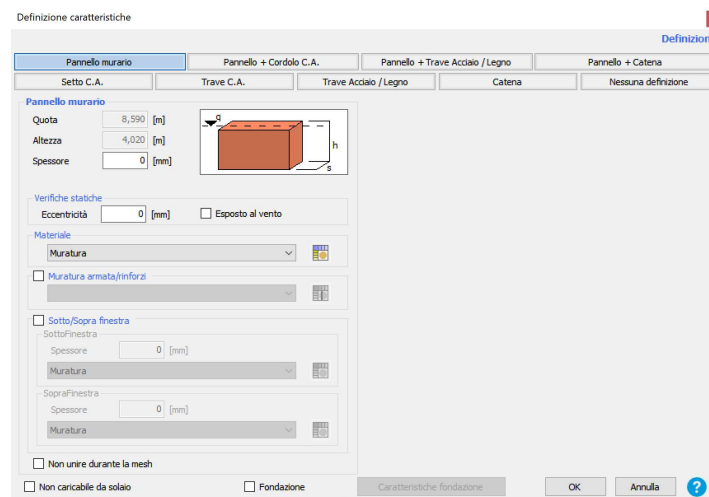 Definizione caratteristiche
Definizion
Pannello murario Pannello + Cordolo C.A. Pannello + Trave Acciaio / Legno Pannello + Catena
Setto C.A. Trave C.A. Trave Accialo / Legno Catena Nessuna definizione
Pannello murario
Quota 8,590 [m]
Altezza 4,020 [m]
Spessore 0 [mm]
q
h
s
Verifiche statiche
Eccentricità 0 [mm] Esposto al vento
Materiale
Muratura
Muratura armata/rinforzi
Sotto/Sopra finestra
SottoFinestra
Spessore 0 [mm]
Muratura
SopraFinestra
Spessore 0 [mm]
Muratura
Non unire durante la mesh
Non caricabile da solaio Fondazione Caratteristiche fondazione OK Annulla ?